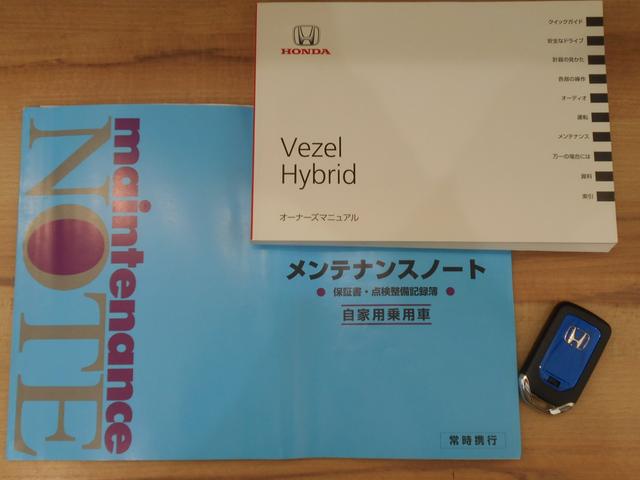 HONDA
Vezel
Hybrid
オーナーズマニュアル
クイックガイド
安全なドライブ
計器の見かた
各部の操作
オーディオ
運転
メンテナンス
万一の場合には
資料
索引
maintenance
NOTE
メンテナンスノート
● 保証書・点検整備記録簿 ●
自家用乗用車
常時携行